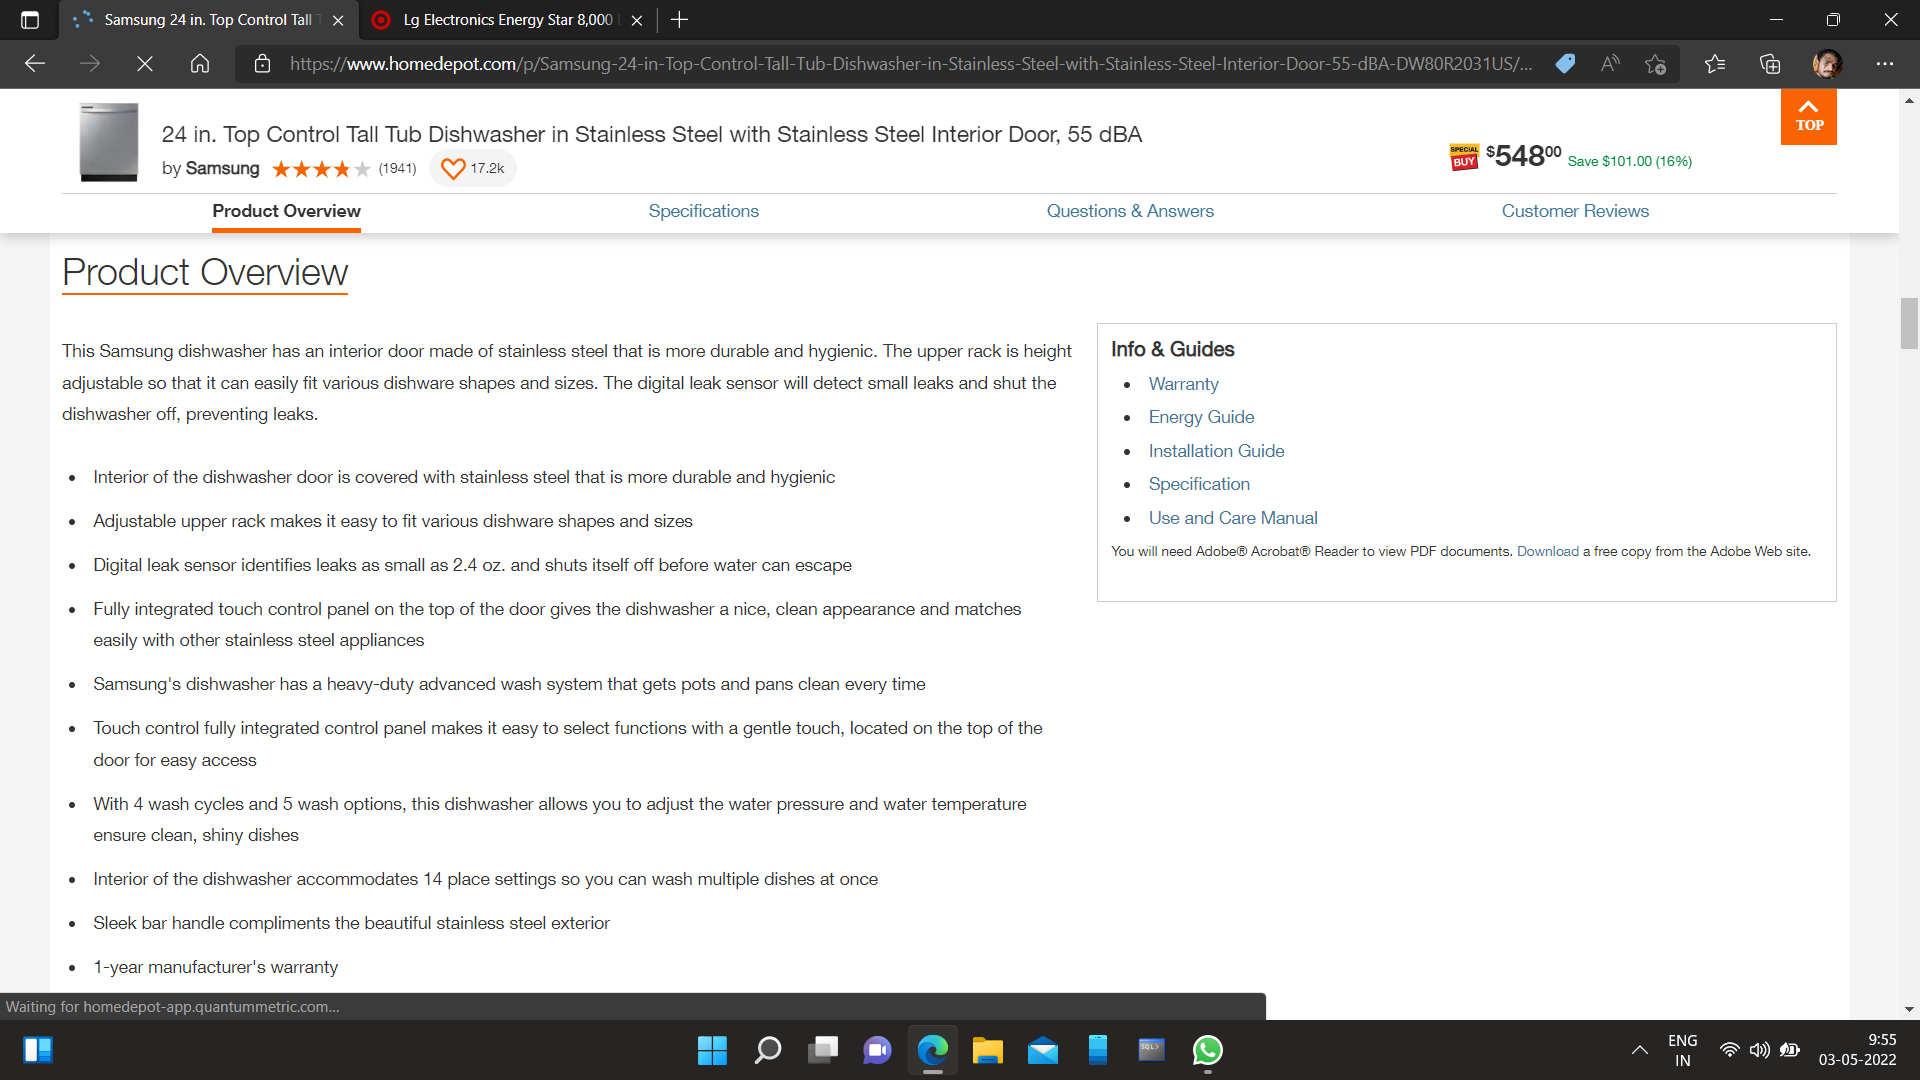 Samsung 24 in. Top Control Tall
Lg Electronics Energy Star 8,000
https://www.homedepot.com/p/Samsung-24-in-Top-Control-Tall-Tub-Dishwasher-in-Stainless-Steel-with-Stainless-Steel-Interior-Door-55-dBA-DW80R2031US/...
TOP
24 in. Top Control Tall Tub Dishwasher in Stainless Steel with Stainless Steel Interior Door, 55 dBA
by Samsung (1941) 17.2k
SPECIAL BUY $548⁰⁰ Save $101.00 (16%)
Product Overview Specifications Questions & Answers Customer Reviews
Product Overview
This Samsung dishwasher has an interior door made of stainless steel that is more durable and hygienic. The upper rack is height
adjustable so that it can easily fit various dishware shapes and sizes. The digital leak sensor will detect small leaks and shut the
dishwasher off, preventing leaks.
• Interior of the dishwasher door is covered with stainless steel that is more durable and hygienic
• Adjustable upper rack makes it easy to fit various dishware shapes and sizes
• Digital leak sensor identifies leaks as small as 2.4 oz. and shuts itself off before water can escape
• Fully integrated touch control panel on the top of the door gives the dishwasher a nice, clean appearance and matches
easily with other stainless steel appliances
• Samsung's dishwasher has a heavy-duty advanced wash system that gets pots and pans clean every time
• Touch control fully integrated control panel makes it easy to select functions with a gentle touch, located on the top of the
door for easy access
• With 4 wash cycles and 5 wash options, this dishwasher allows you to adjust the water pressure and water temperature
ensure clean, shiny dishes
• Interior of the dishwasher accommodates 14 place settings so you can wash multiple dishes at once
• Sleek bar handle compliments the beautiful stainless steel exterior
• 1-year manufacturer's warranty
Info & Guides
• Warranty
• Energy Guide
• Installation Guide
• Specification
• Use and Care Manual
You will need Adobe® Acrobat® Reader to view PDF documents. Download a free copy from the Adobe Web site.
Waiting for homedepot-app.quantummetric.com...
SQL>
ENG
IN
9:55
03-05-2022